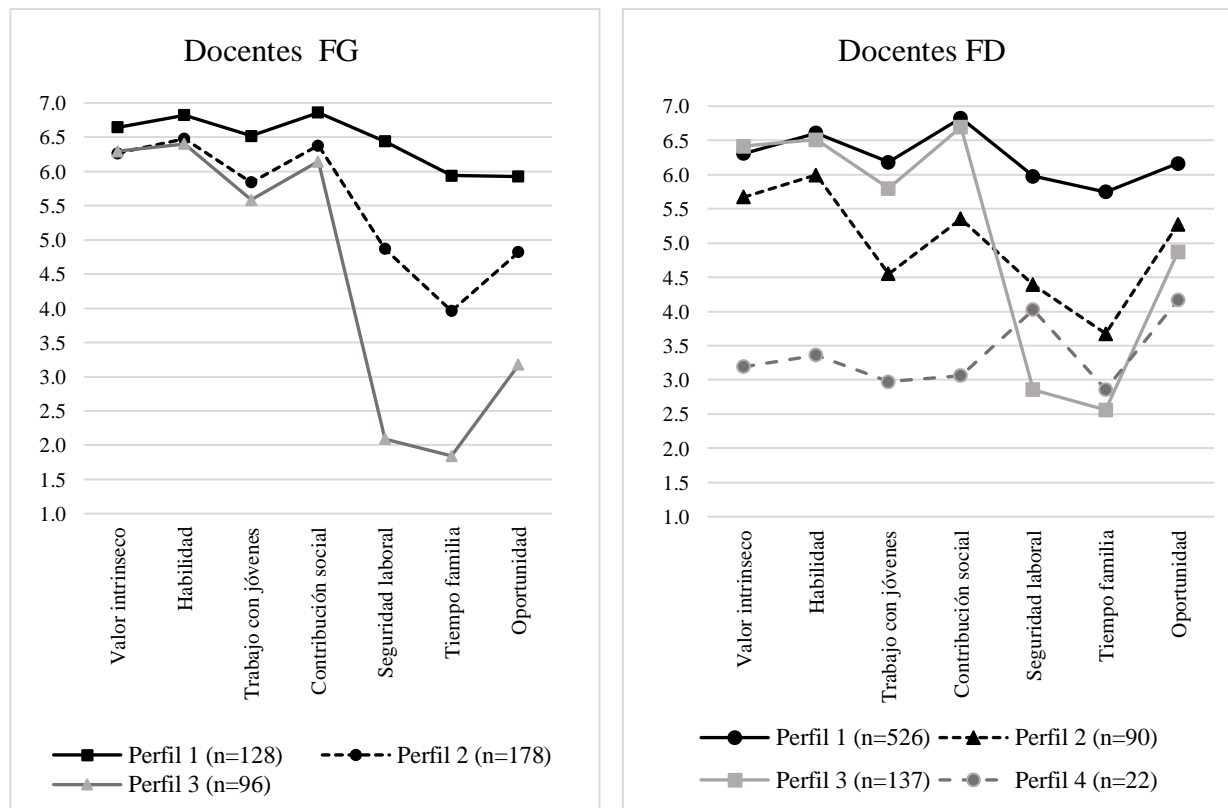 Docentes FG
7.0
6.5
6.0
5.5
5.0
4.5
4.0
3.5
3.0
2.5
2.0
1.5
1.0
Valor intrinseco
Habilidad
Trabajo con jóvenes
Contribución social
Seguridad laboral
Tiempo familia
Oportunidad
Perfil 1 (n=128)
Perfil 2 (n=178)
Perfil 3 (n=96)
Docentes FD
7.0
6.5
6.0
5.5
5.0
4.5
4.0
3.5
3.0
2.5
2.0
1.5
1.0
Valor intrínseco
Habilidad
Trabajo con jóvenes
Contribución social
Seguridad laboral
Tiempo familia
Oportunidad
Perfil 1 (n=526)
Perfil 2 (n=90)
Perfil 3 (n=137)
Perfil 4 (n=22)